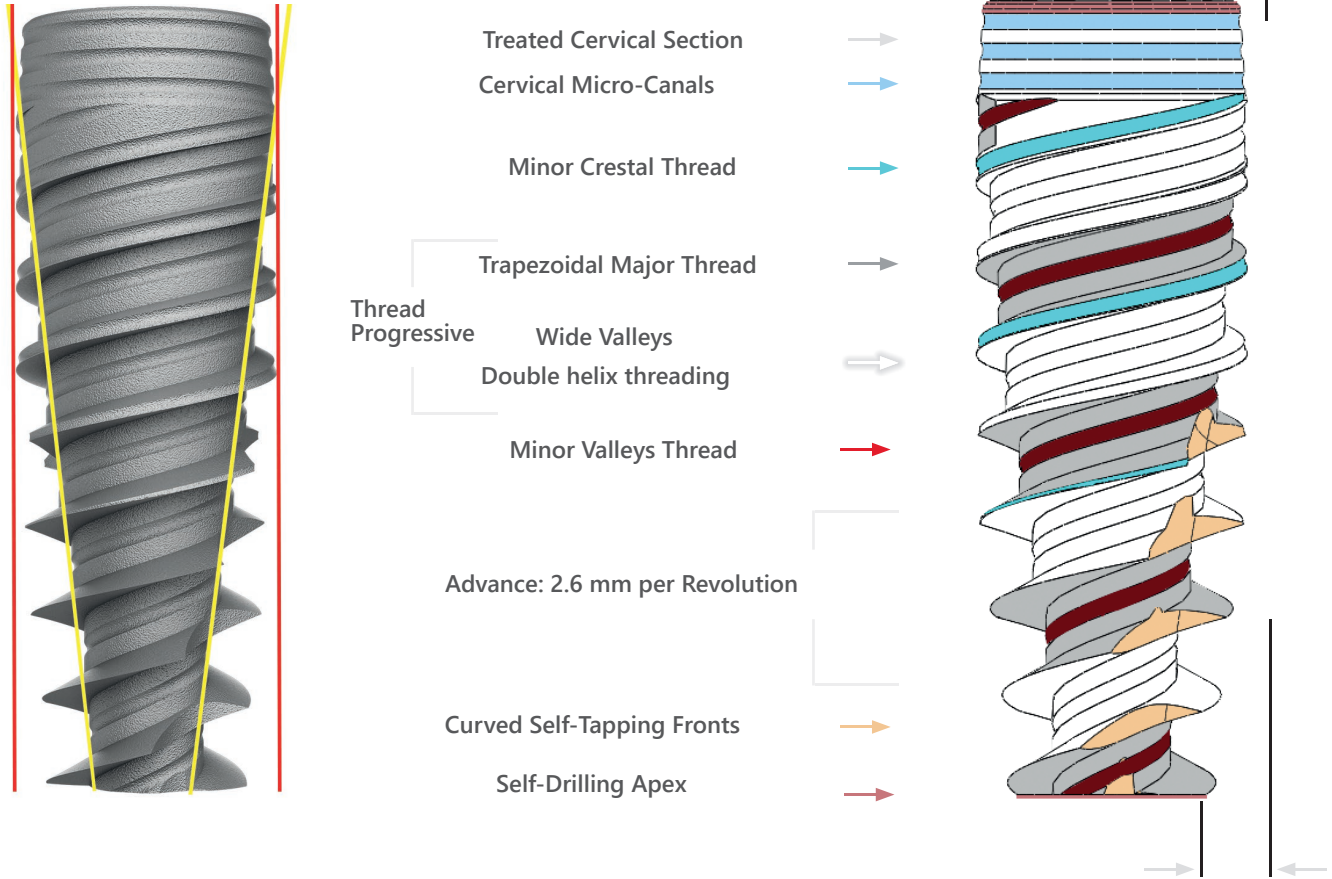 Treated Cervical Section
Cervical Micro-Canals
Minor Crestal Thread
Trapezoidal Major Thread
Thread
Progressive
Wide Valleys
Double helix threading
Minor Valleys Thread
Advance: 2.6 mm per Revolution
Curved Self-Tapping Fronts
Self-Drilling Apex